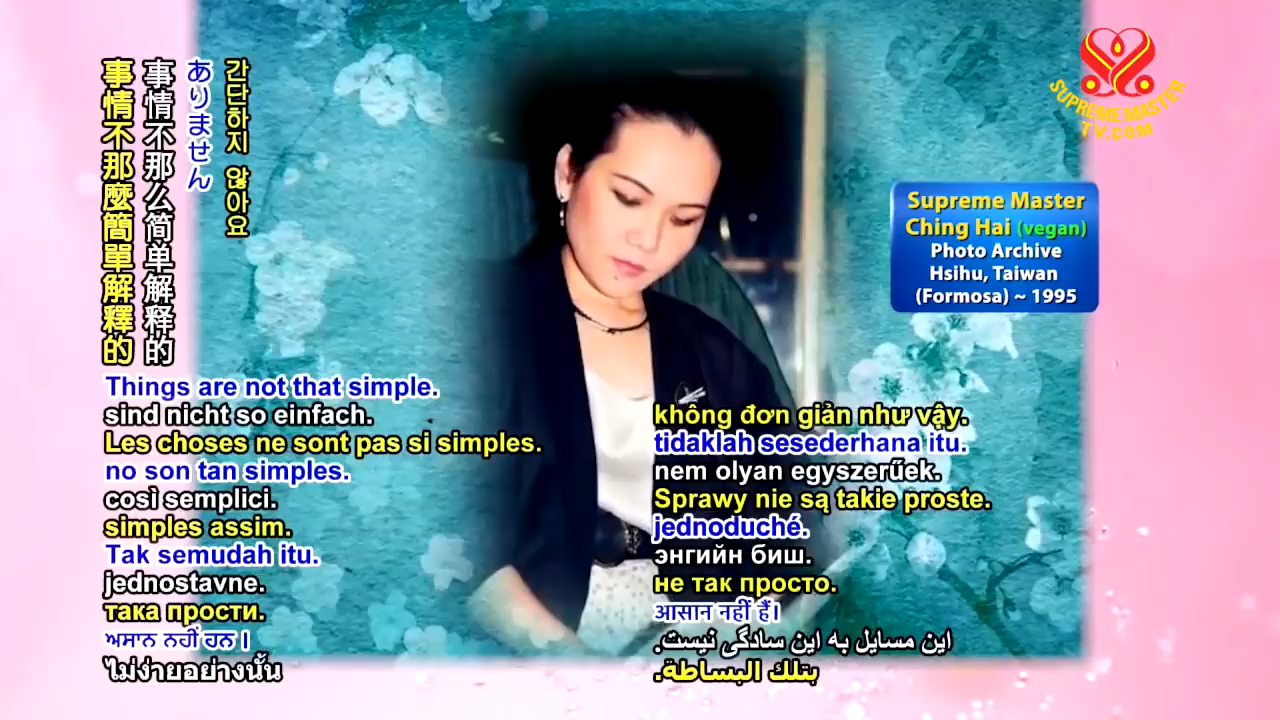 事情不那麼簡單解釋的
事情不那么简单解释的
ありません
간단하지 않아요
Things are not that simple.
sind nicht so einfach.
Les choses ne sont pas si simples.
no son tan simples.
così semplici.
simples assim.
Tak semudah itu.
jednostavne.
така прости.
ਅਸਾਨ ਨਹੀਂ ਹਨ।
ไม่ง่ายอย่างนั้น
không đơn giản như vậy.
tidaklah sesederhana itu.
nem olyan egyszerűek.
Sprawy nie są takie proste.
jednoduché.
энгийн биш.
не так просто.
आसान नहीं हैं।
این مسایل به این سادگی نیست.
بتلك البساطة.
SUPREME MASTER
TV.COM
Supreme Master
Ching Hai (vegan)
Photo Archive
Hsihu, Taiwan
(Formosa) ~ 1995